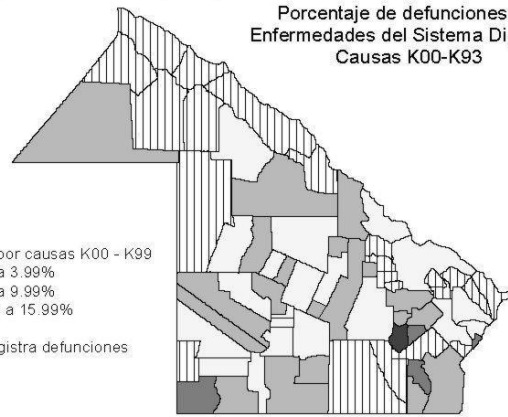 Porcentaje de defunciones
Enfermedades del Sistema Di
Causas K00-K93
por causas K00 - K99
a 3.99%
a 9.99%
a 15.99%
gistra defunciones